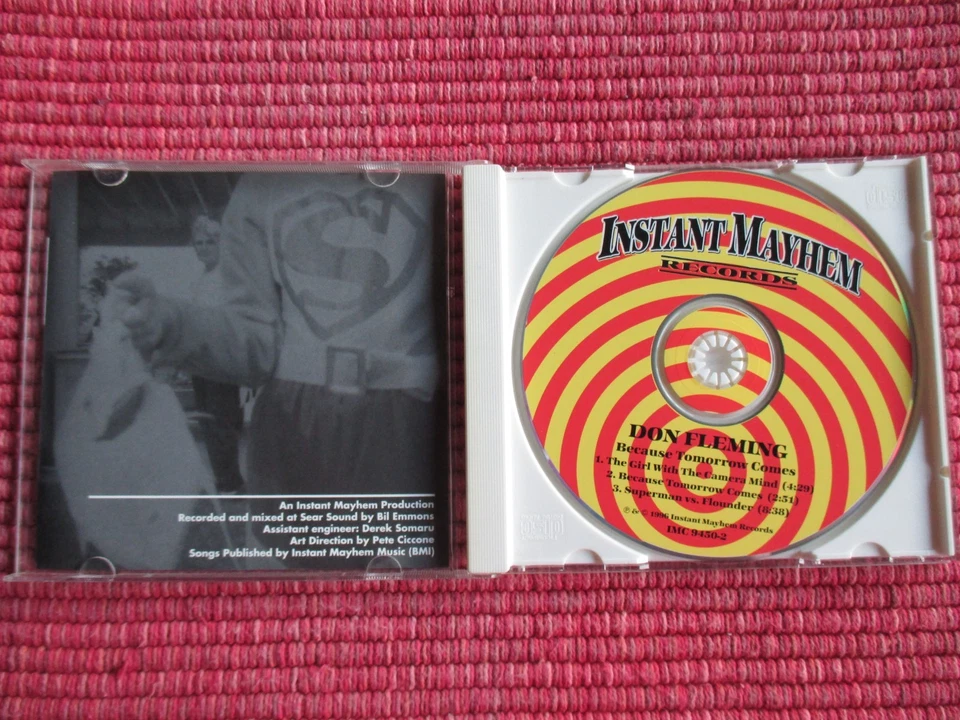 S
An Instant Mayhem Production
Recorded and mixed at Sear Sound by Bil Emmons
Assistant engineer: Derek Somaru
Art Direction by Pete Ciccone
Songs Published by Instant Mayhem Music (BMI)
INSTANT MAYHEM
RECORDS
DON FLEMING
Because Tomorrow Comes
1. The Girl With The Camera Mind (4:29)
2. Because Tomorrow Comes (2:51)
3. Superman vs. Flounder (8:38)
℗ & © 1996 Instant Mayhem Records
IMC 9450-2